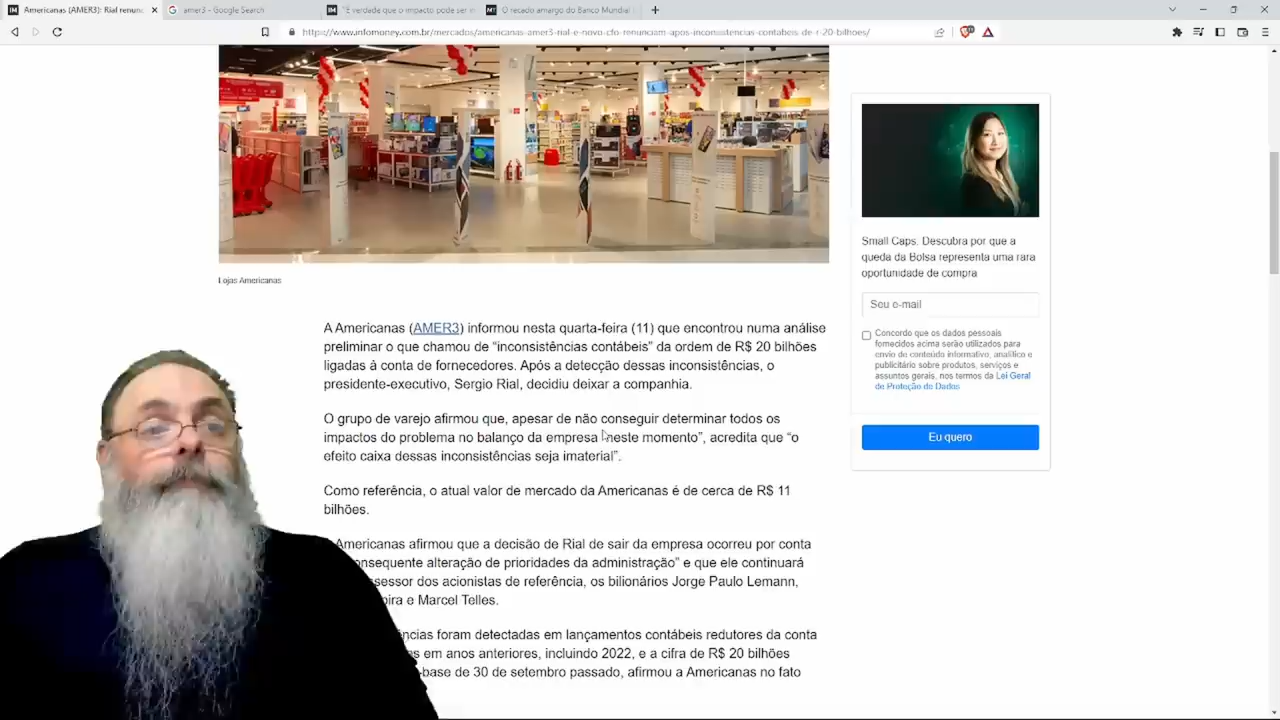 Americanas (AMER3): Rial renunc
amer3 - Google Search
"É verdade que o impacto pode ser m
O recado amargo do Banco Mundial
https://www.infomoney.com.br/mercados/americanas-amer3-rial-e-novo-cfo-renunciam-apos-inconsistencias-contabeis-de-r-20-bilhoes/
Lojas Americanas
A Americanas (AMER3) informou nesta quarta-feira (11) que encontrou numa análise
preliminar o que chamou de “inconsistências contábeis” da ordem de R$ 20 bilhões
ligadas à conta de fornecedores. Após a detecção dessas inconsistências, o
presidente-executivo, Sergio Rial, decidiu deixar a companhia.
O grupo de varejo afirmou que, apesar de não conseguir determinar todos os
impactos do problema no balanço da empresa “neste momento”, acredita que “o
efeito caixa dessas inconsistências seja imaterial”.
Como referência, o atual valor de mercado da Americanas é de cerca de R$ 11
bilhões.
Americanas afirmou que a decisão de Rial de sair da empresa ocorreu por conta
onsequente alteração de prioridades da administração” e que ele continuará
sessor dos acionistas de referência, os bilionários Jorge Paulo Lemann,
pira e Marcel Telles.
ências foram detectadas em lançamentos contábeis redutores da conta
s em anos anteriores, incluindo 2022, e a cifra de R$ 20 bilhões
-base de 30 de setembro passado, afirmou a Americanas no fato
Small Caps. Descubra por que a
queda da Bolsa representa uma rara
oportunidade de compra
Seu e-mail
Concordo que os dados pessoais
fornecidos acima serão utilizados para
envio de conteúdo informativo, analítico e
publicitário sobre produtos, serviços e
assuntos gerais, nos termos da Lei Geral
de Proteção de Dados
Eu quero